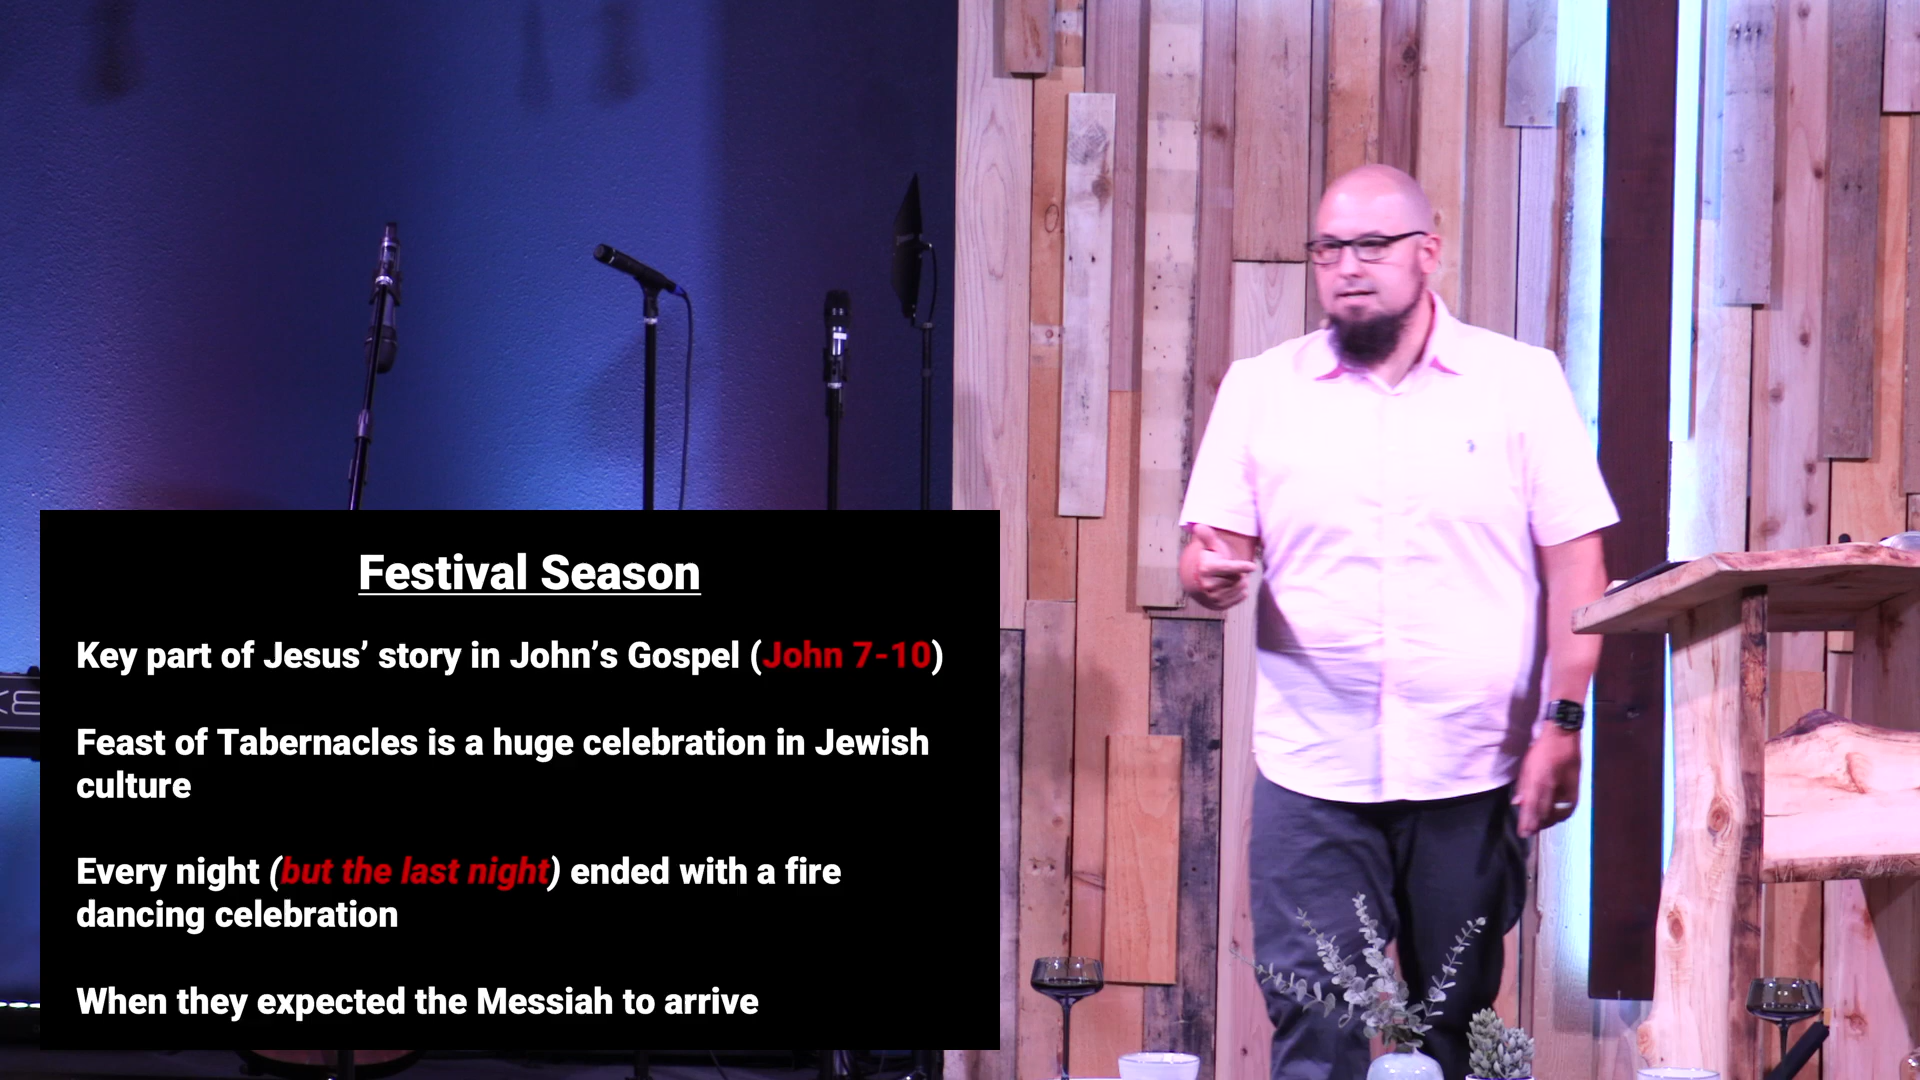 Festival Season
Key part of Jesus’ story in John’s Gospel (John 7-10)
Feast of Tabernacles is a huge celebration in Jewish
culture
Every night (but the last night) ended with a fire
dancing celebration
When they expected the Messiah to arrive